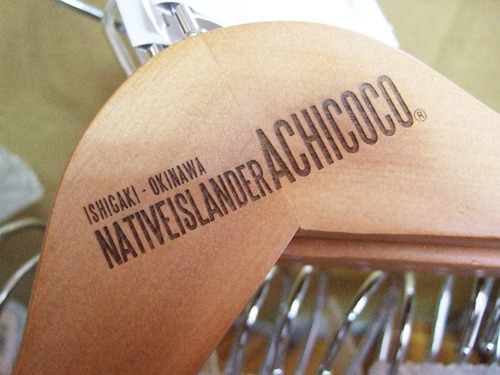 ISHIGAKI - OKINAWA
NATIVEISLANDER ACHICOCO®